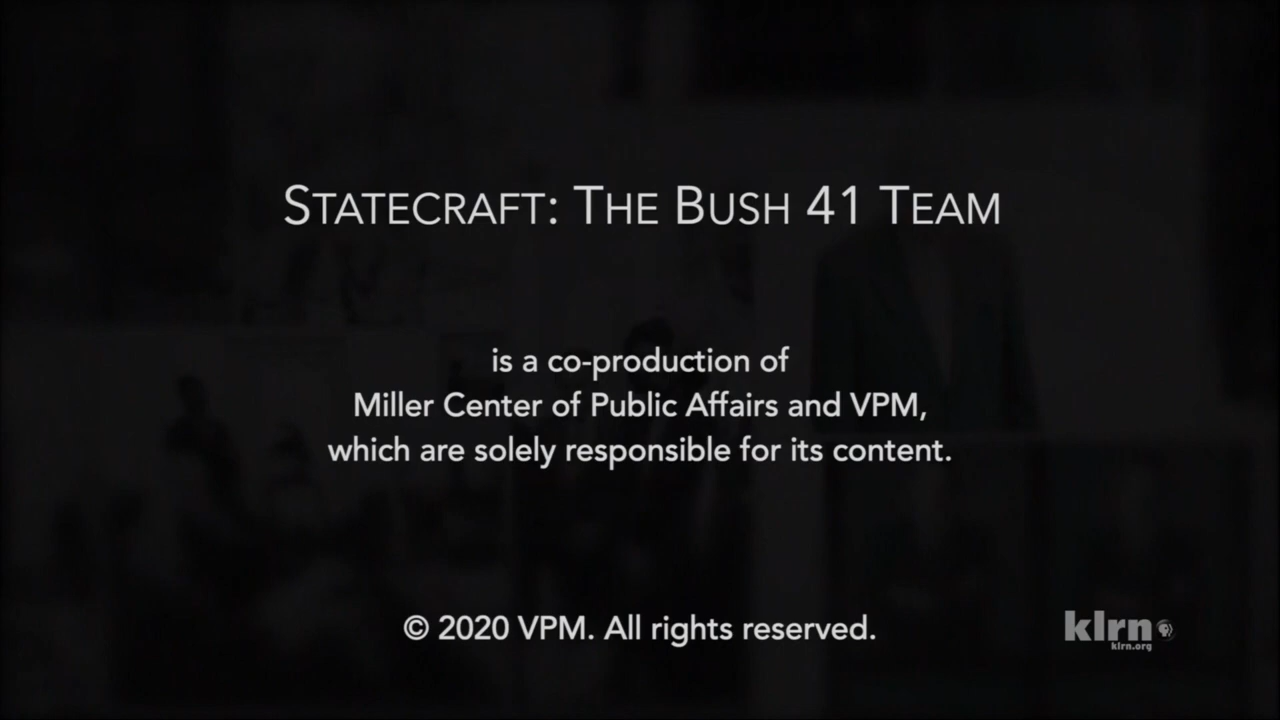 STATECRAFT: THE BUSH 41 TEAM
is a co-production of
Miller Center of Public Affairs and VPM,
which are solely responsible for its content.
© 2020 VPM. All rights reserved.
klrn
klrn.org